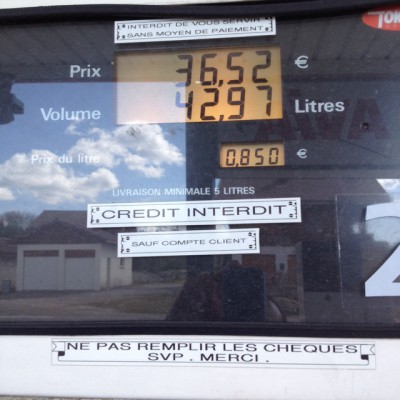 INTERDIT DE VOUS SERVIR
SANS MOYEN DE PAIEMENT
TOK
Prix 36,52 €
Volume 42,97 Litres
Prix du litre 0,850 €
LIVRAISON MINIMALE 5 LITRES
CREDIT INTERDIT
SAUF COMPTE CLIENT
2
NE PAS REMPLIR LES CHEQUES
SVP . MERCI .